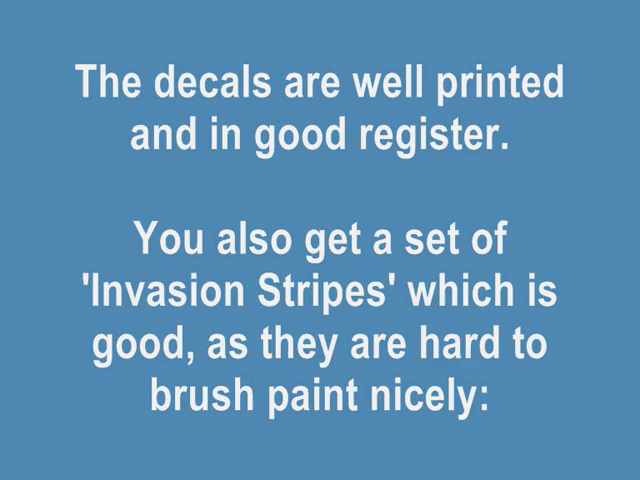 The decals are well printed
and in good register.
You also get a set of
'Invasion Stripes' which is
good, as they are hard to
brush paint nicely: